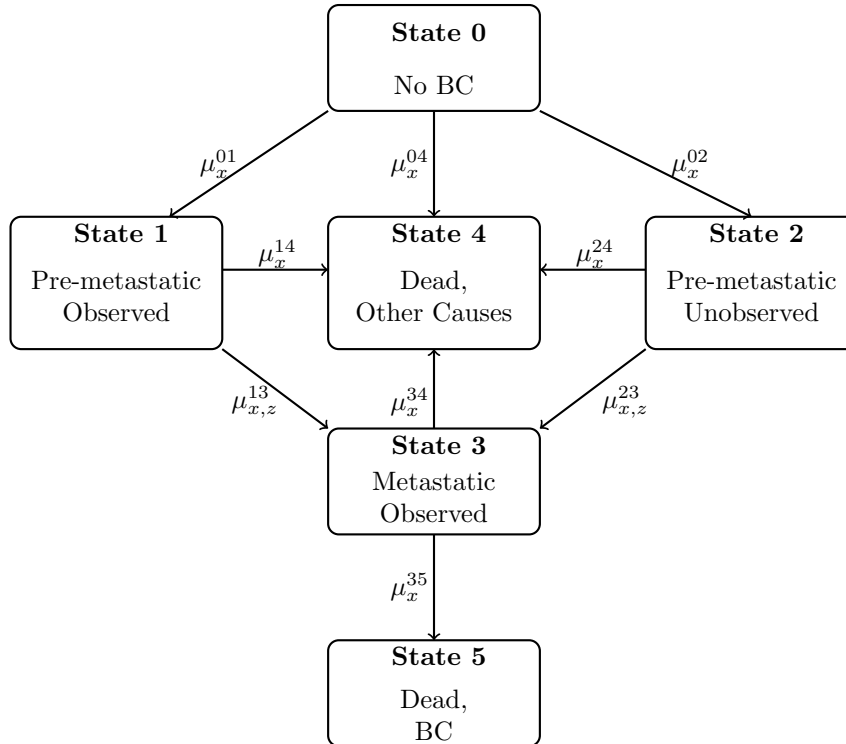 State 0
No BC
μ_x^{01}
μ_x^{04}
μ_x^{02}
State 1
Pre-metastatic
Observed
μ_x^{14}
State 4
Dead,
Other Causes
μ_x^{24}
State 2
Pre-metastatic
Unobserved
μ_{x,z}^{13}
μ_x^{34}
μ_{x,z}^{23}
State 3
Metastatic
Observed
μ_x^{35}
State 5
Dead,
BC